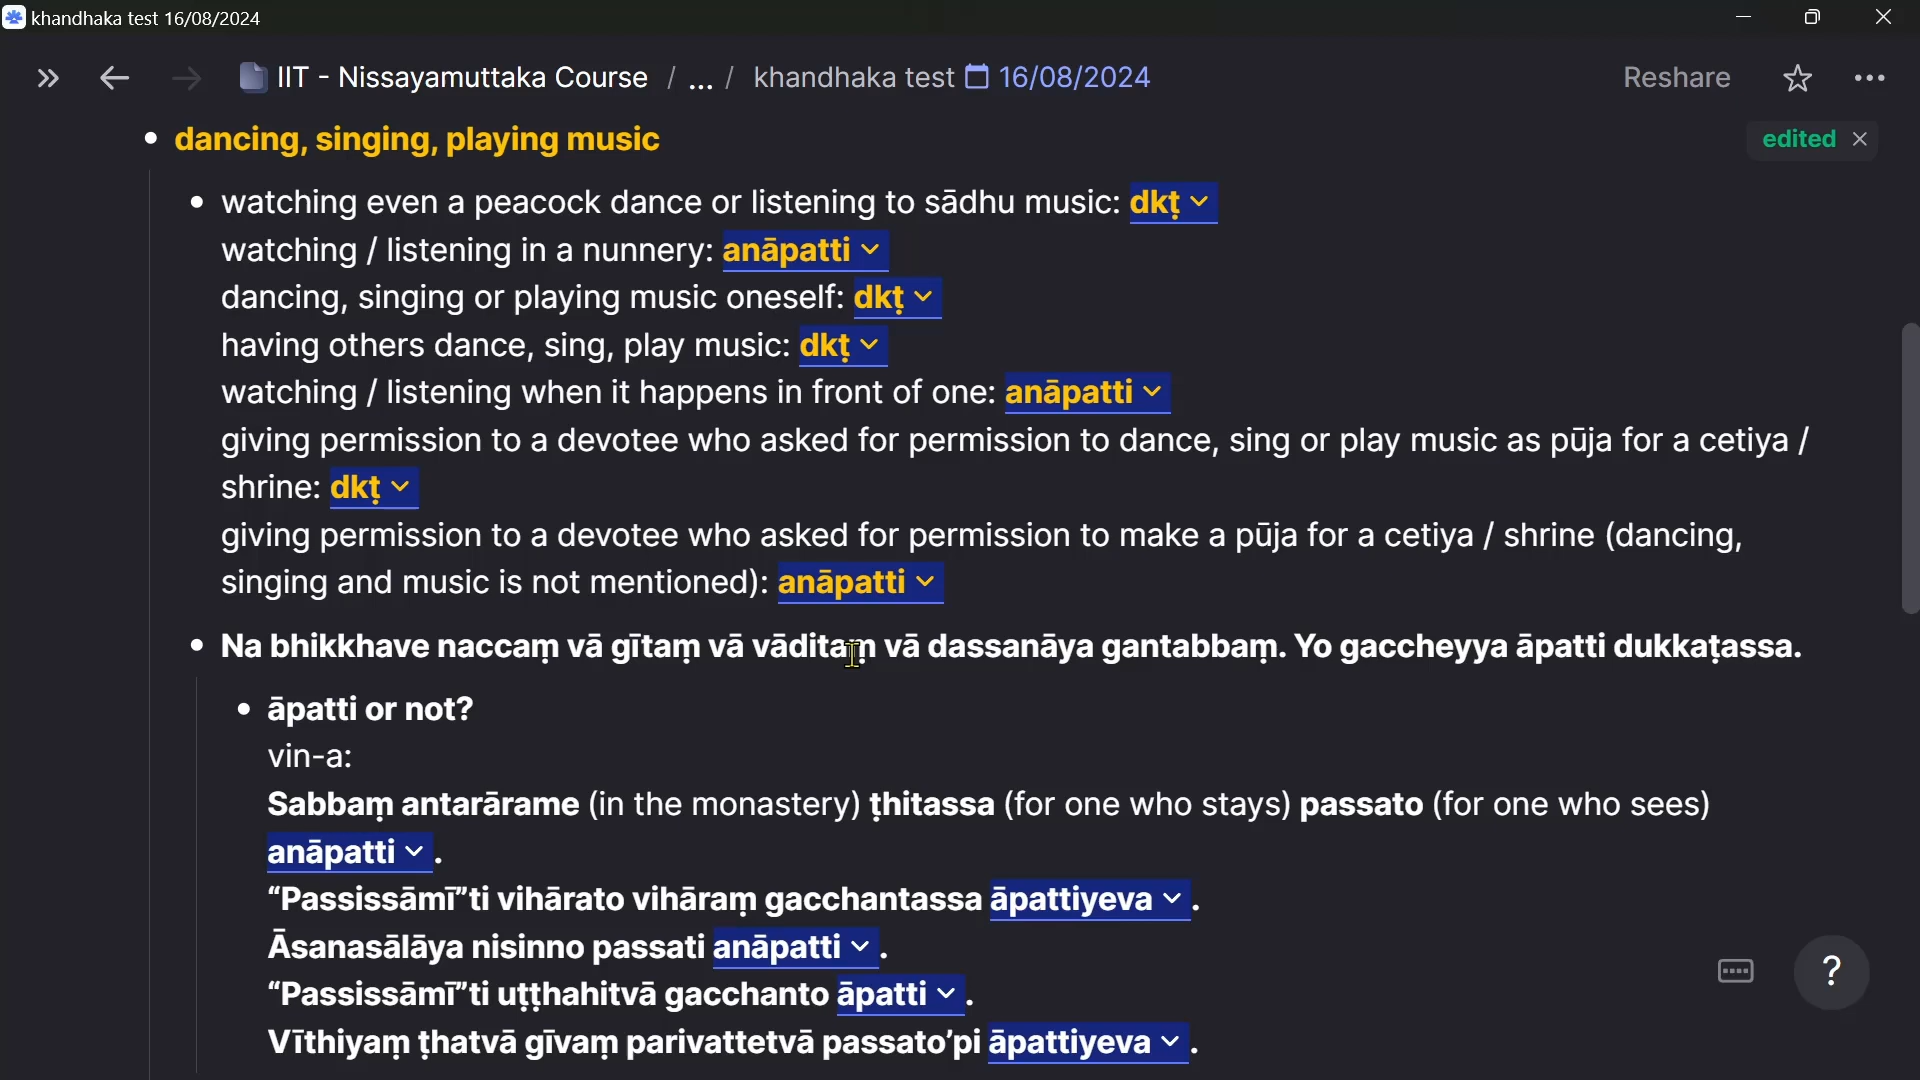 khandhaka test 16/08/2024
IIT - Nissayamuttaka Course / ... / khandhaka test 16/08/2024
Reshare
dancing, singing, playing music
edited
watching even a peacock dance or listening to sādhu music: dkṭ
watching / listening in a nunnery: anāpatti
dancing, singing or playing music oneself: dkṭ
having others dance, sing, play music: dkṭ
watching / listening when it happens in front of one: anāpatti
giving permission to a devotee who asked for permission to dance, sing or play music as pūja for a cetiya /
shrine: dkṭ
giving permission to a devotee who asked for permission to make a pūja for a cetiya / shrine (dancing,
singing and music is not mentioned): anāpatti
Na bhikkhave naccaṃ vā gītaṃ vā vāditaṃ vā dassanāya gantabbaṃ. Yo gaccheyya āpatti dukkaṭassa.
āpatti or not?
vin-a:
Sabbaṃ antarārame (in the monastery) ṭhitassa (for one who stays) passato (for one who sees)
anāpatti.
“Passissāmī”ti vihārato vihāraṃ gacchantassa āpattiyeva.
Āsanasālāya nisinno passati anāpatti.
“Passissāmī”ti uṭṭhahitvā gacchanto āpatti.
Vīthiyaṃ ṭhatvā gīvaṃ parivattetvā passato’pi āpattiyeva.
?